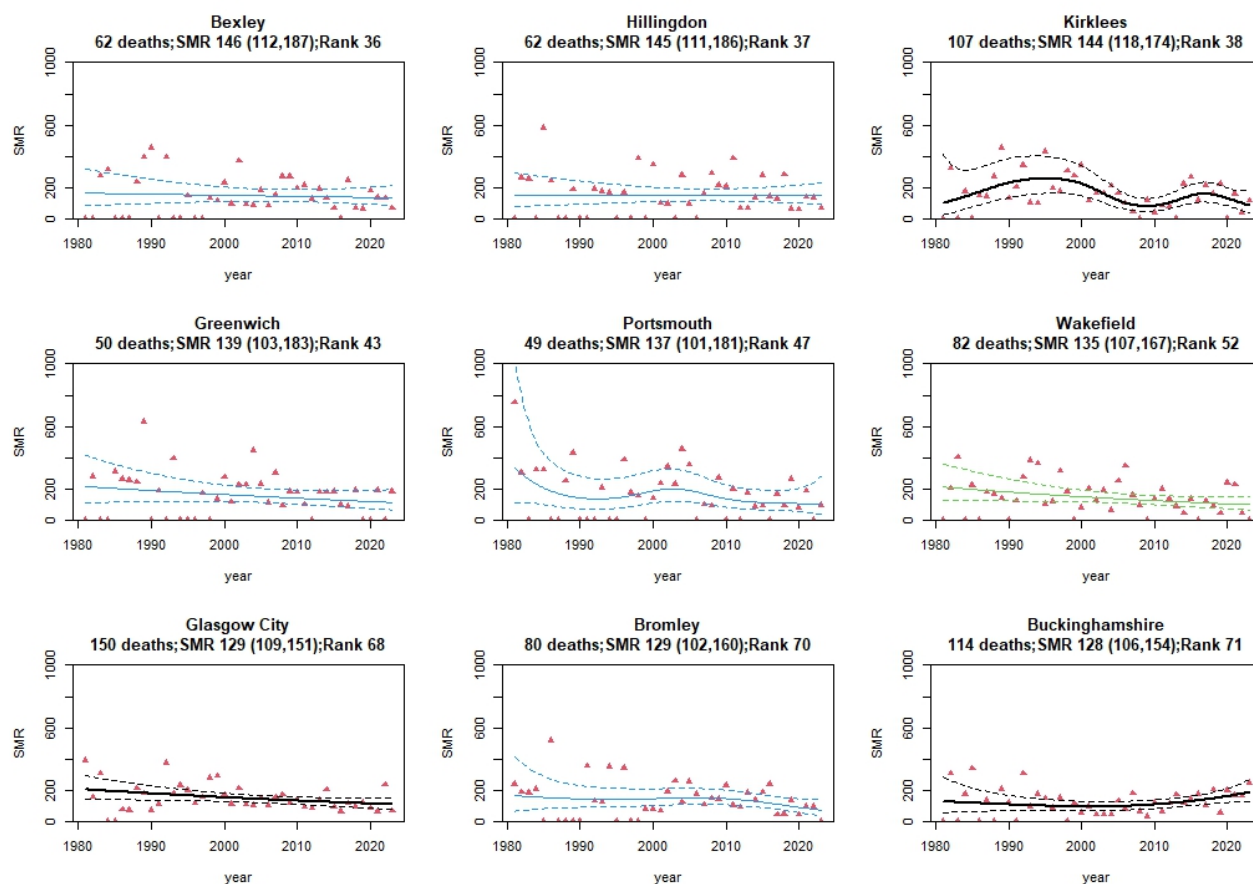 Bexley
62 deaths;SMR 146 (112,187);Rank 36
SMR
0 200 600 1000
1980 1990 2000 2010 2020
year
Hillingdon
62 deaths;SMR 145 (111,186);Rank 37
SMR
0 200 600 1000
1980 1990 2000 2010 2020
year
Kirklees
107 deaths;SMR 144 (118,174);Rank 38
SMR
0 200 600 1000
1980 1990 2000 2010 2020
year
Greenwich
50 deaths;SMR 139 (103,183);Rank 43
SMR
0 200 600 1000
1980 1990 2000 2010 2020
year
Portsmouth
49 deaths;SMR 137 (101,181);Rank 47
SMR
0 200 600 1000
1980 1990 2000 2010 2020
year
Wakefield
82 deaths;SMR 135 (107,167);Rank 52
SMR
0 200 600 1000
1980 1990 2000 2010 2020
year
Glasgow City
150 deaths;SMR 129 (109,151);Rank 68
SMR
0 200 600 1000
1980 1990 2000 2010 2020
year
Bromley
80 deaths;SMR 129 (102,160);Rank 70
SMR
0 200 600 1000
1980 1990 2000 2010 2020
year
Buckinghamshire
114 deaths;SMR 128 (106,154);Rank 71
SMR
0 200 600 1000
1980 1990 2000 2010 2020
year